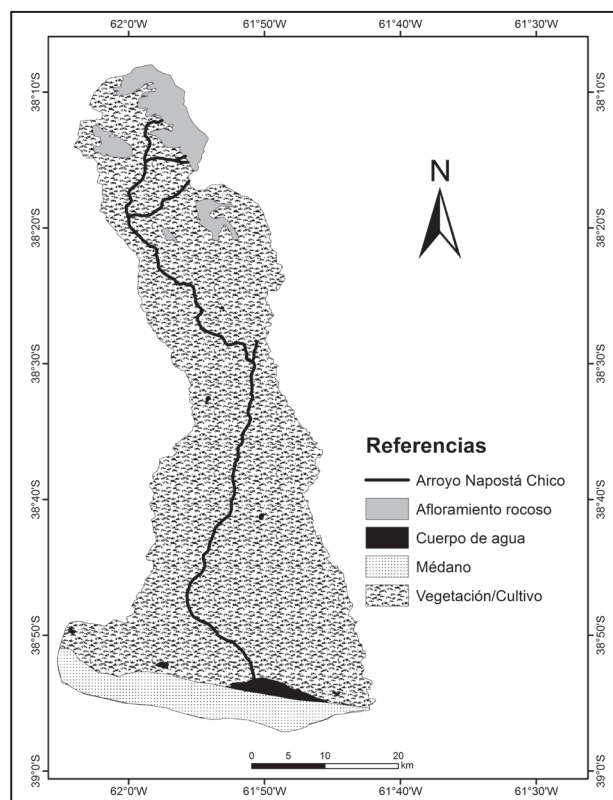 62°0'O 61°50'O 61°40'O 61°30'O
38°10'S 38°10'S
N
38°20'S 38°20'S
38°30'S 38°30'S
Referencias
Arroyo Napostá Chico
38°40'S 38°40'S
Afloramiento rocoso
Cuerpo de agua
Médano
Vegetación/Cultivo
38°50'S 38°50'S
0 5 10 20
km
39°0'S 39°0'S
62°0'O 61°50'O 61°40'O 61°30'O